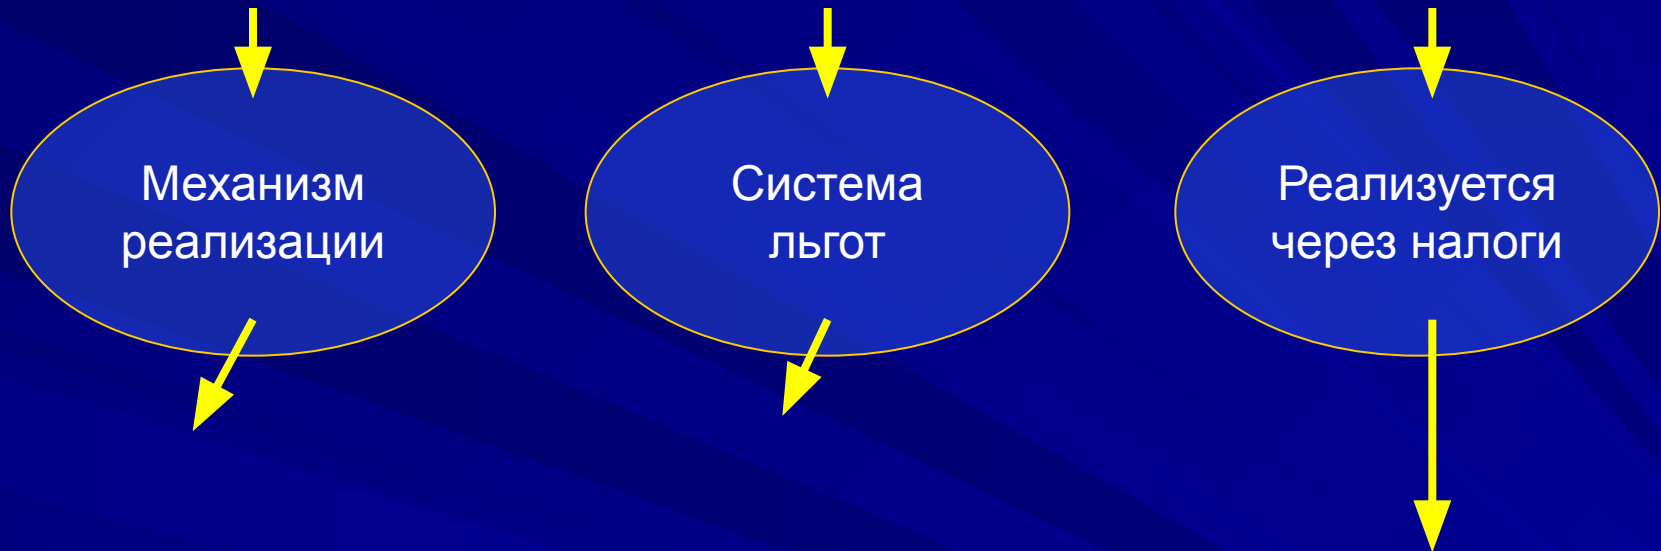 Механизм
реализации
Система
льгот
Реализуется
через налоги